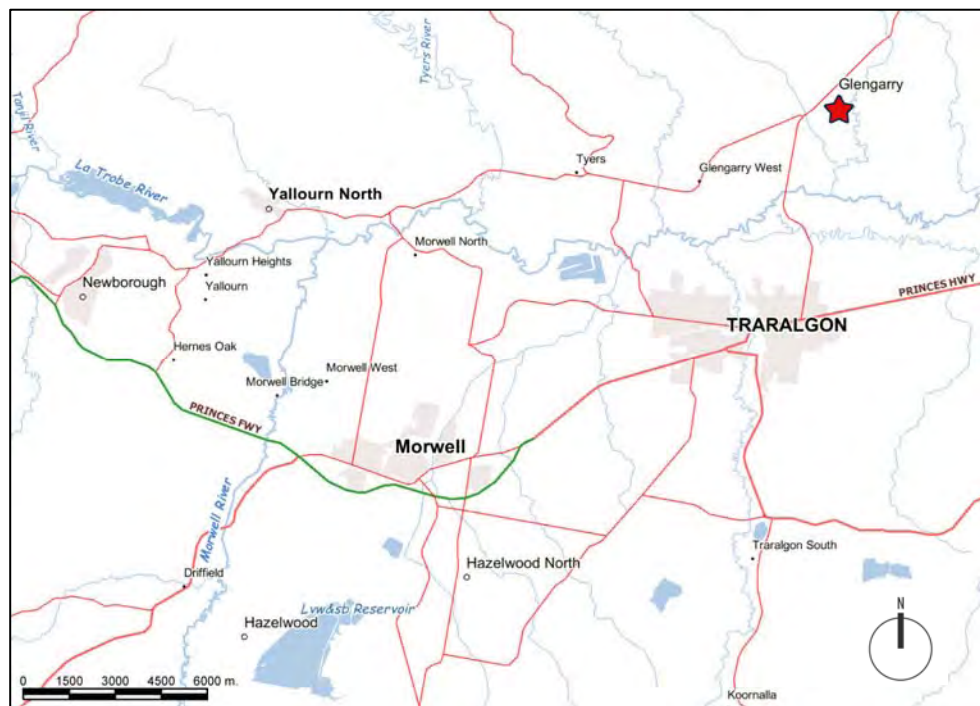 Tyers River
Glengarry
Tanjil River
La Trobe River
Tyers
Glengarry West
Yallourn North
Morwell North
Yallourn Heights
Yallourn
Newborough
PRINCES HWY
TRARALGON
Hernes Oak
Morwell Bridge
Morwell West
PRINCES FWY
Morwell
Morwell River
Traralgon South
Driffield
Hazelwood North
Lvw&sb Reservoir
Hazelwood
N
0 1500 3000 4500 6000 m.
Koornalla